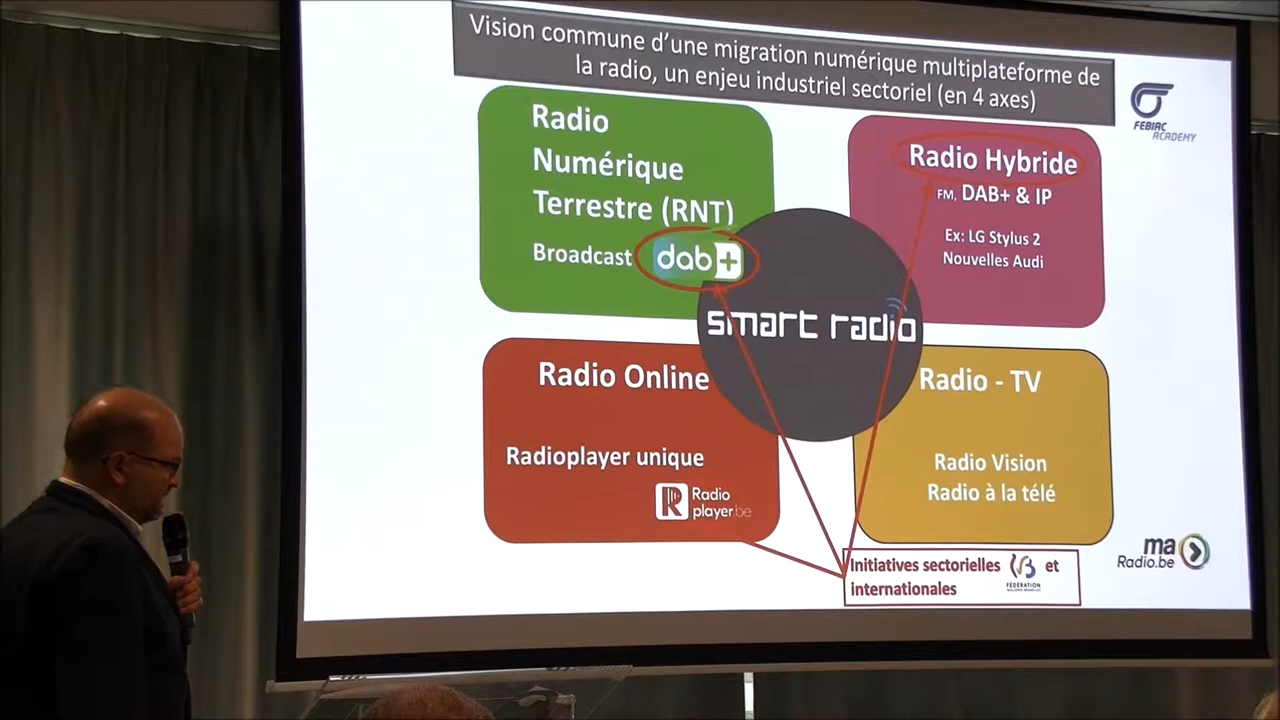 Vision commune d'une migration numérique multiplateforme de
la radio, un enjeu industriel sectoriel (en 4 axes)
FEBIAC
ACADEMY
Radio
Numérique
Terrestre (RNT)
Broadcast dab+
Radio Hybride
FM, DAB+ & IP
Ex: LG Stylus 2
Nouvelles Audi
smart radio
Radio Online
Radioplayer unique
Radio
player.be
Radio - TV
Radio Vision
Radio à la télé
Initiatives sectorielles et
internationales
FÉDÉRATION
WALLONIE-BRUXELLES
ma
Radio.be